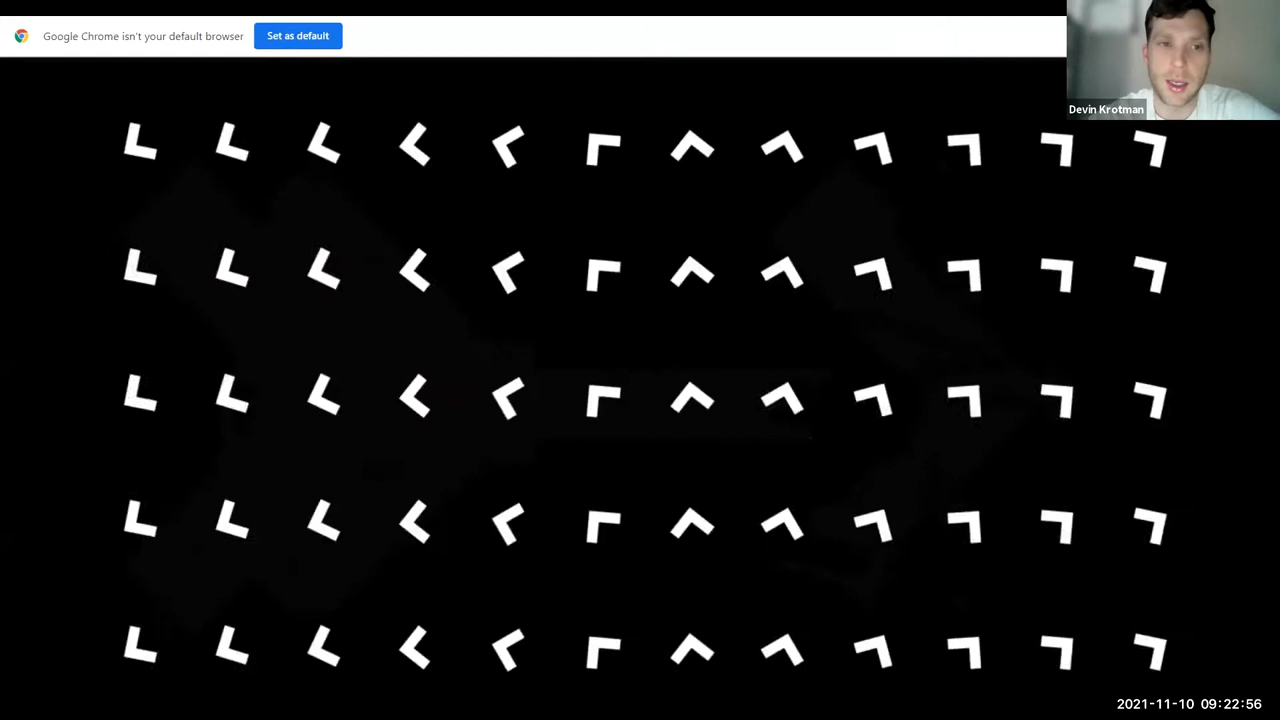 Google Chrome isn't your default browser
Set as default
Devin Krotman
2021-11-10 09:22:56